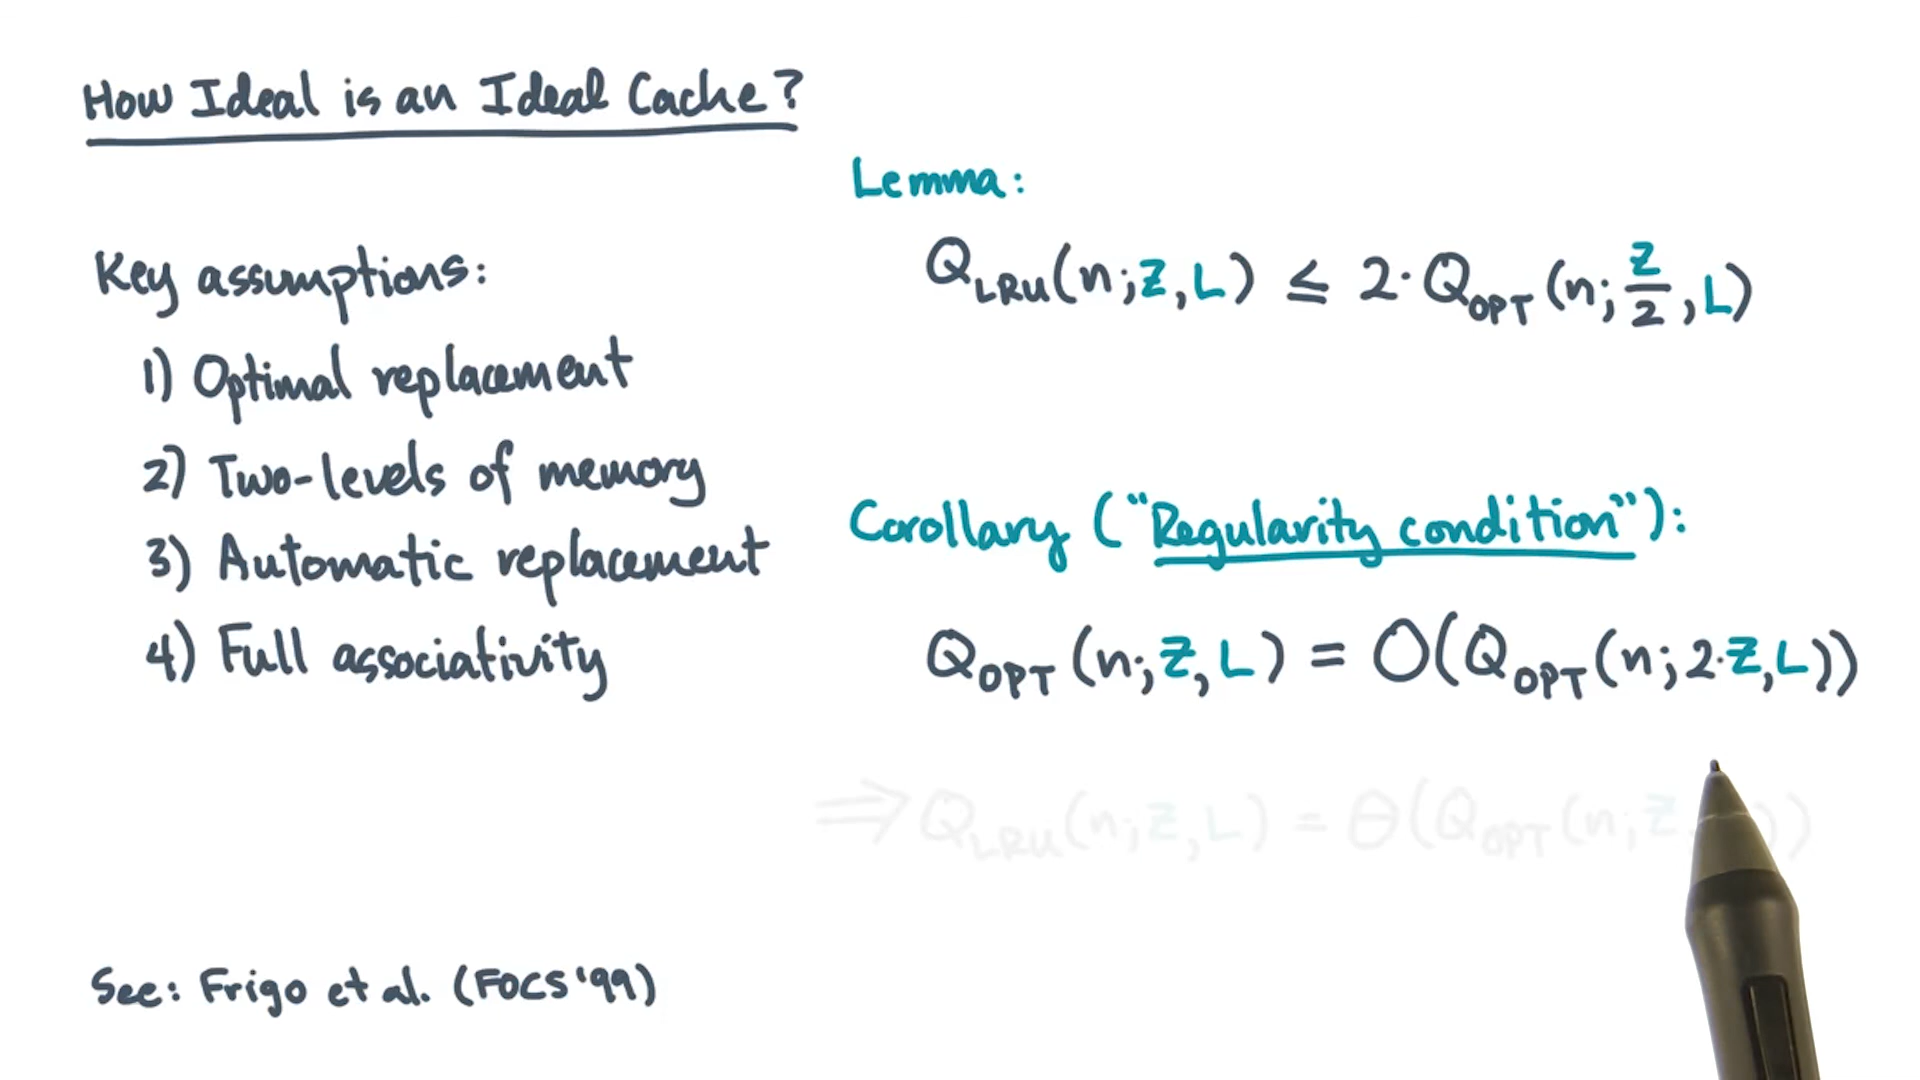 How Ideal is an Ideal Cache?
Key assumptions:
1) Optimal replacement
2) Two-levels of memory
3) Automatic replacement
4) Full associativity
See: Frigo et al. (FOCS '99)
Lemma:
Q_LRU(n; Z, L) ≤ 2·Q_OPT(n; Z/2, L)
Corollary ("Regularity condition"):
Q_OPT(n; Z, L) = O(Q_OPT(n; 2·Z, L))
⇒ Q_LRU(n; Z, L) = Θ(Q_OPT(n; Z, ))